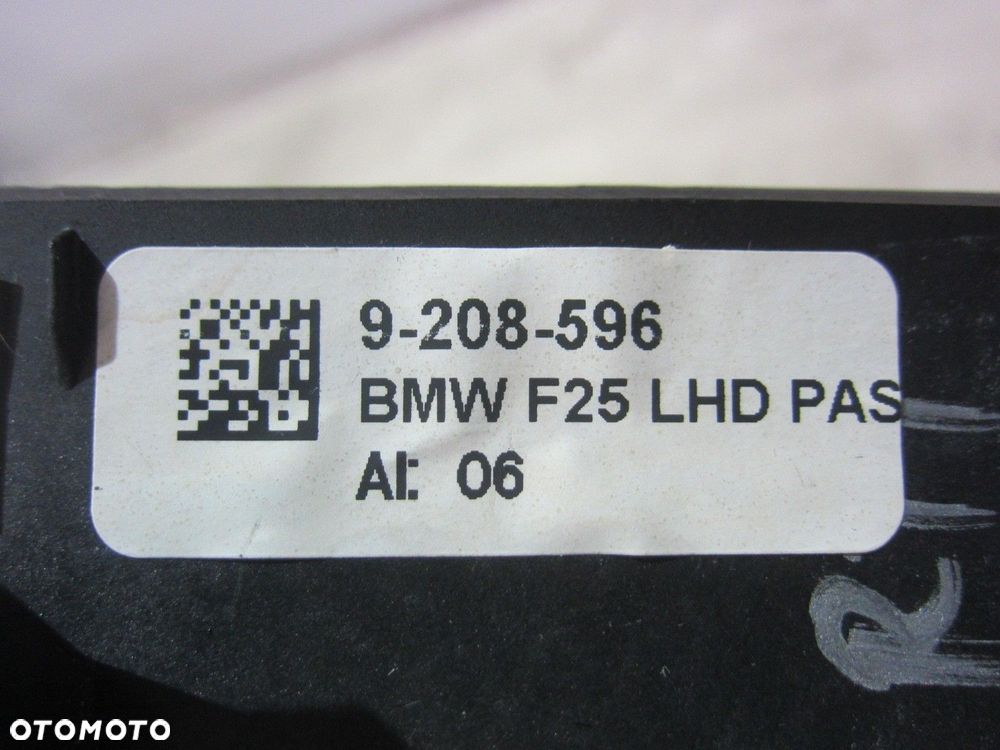 9-208-596
BMW F25 LHD PAS
AI: 06
OTOMOTO